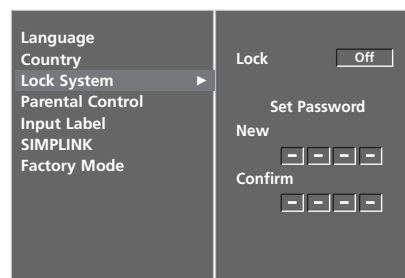 Language
Country
Lock System ►
Parental Control
Input Label
SIMPLINK
Factory Mode
Lock Off
Set Password
New
– – – –
Confirm
– – – –